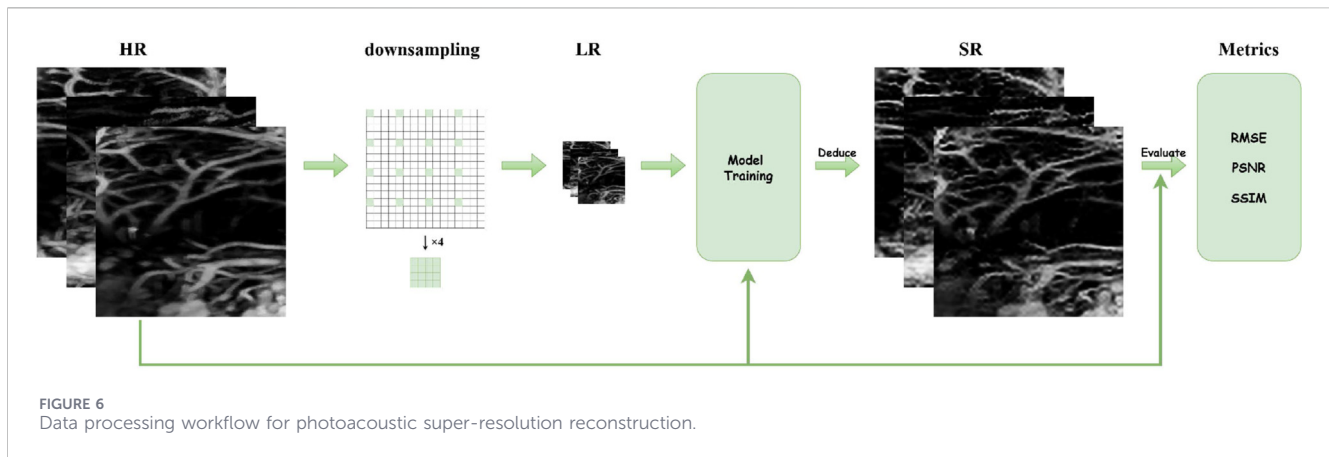 HR
downsampling
LR
SR
Metrics
×4
Model
Training
Deduce
Evaluate
RMSE
PSNR
SSIM
FIGURE 6
Data processing workflow for photoacoustic super-resolution reconstruction.